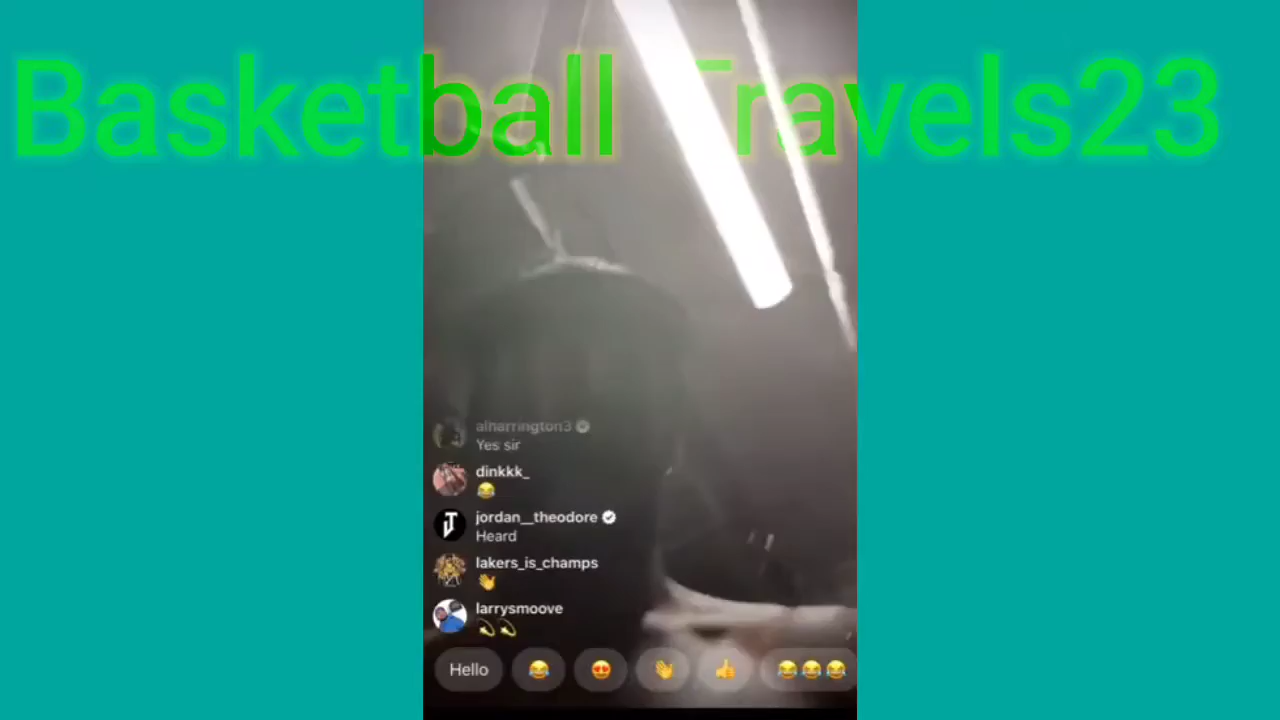 Basketball Travels23
alharrington3
Yes sir
dinkkk_
😂
jordan__theodore
Heard
lakers_is_champs
👋
larrysmoove
💫💫
Hello 😂 😍 👋 👍 😂😂😂